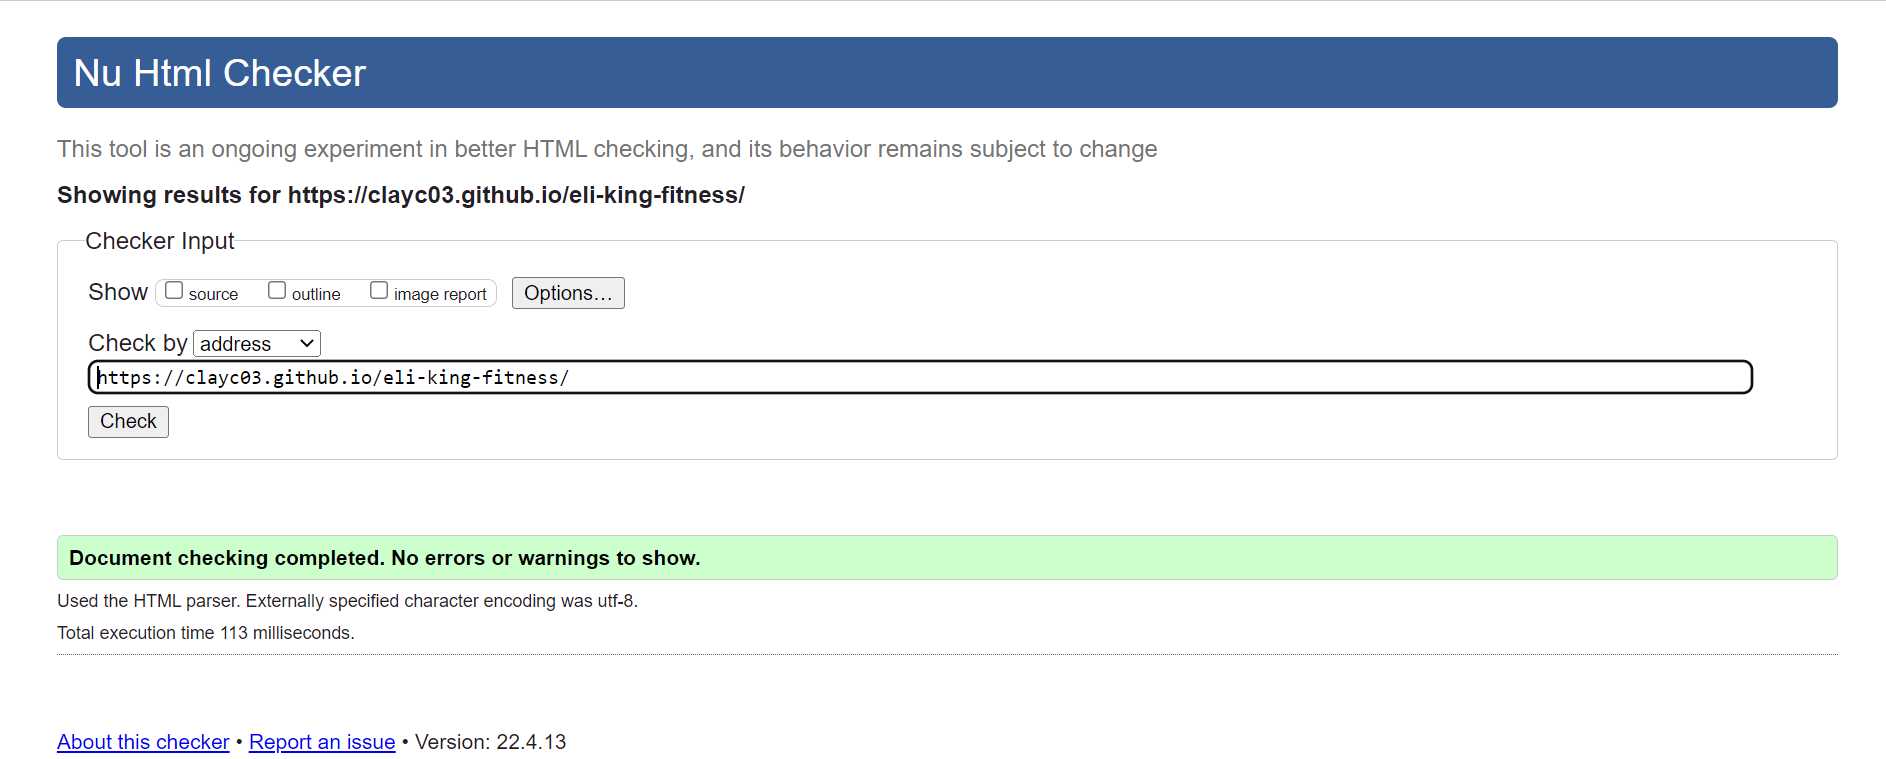 Nu Html Checker
This tool is an ongoing experiment in better HTML checking, and its behavior remains subject to change
Showing results for https://clayc03.github.io/eli-king-fitness/
Checker Input
Show source outline image report Options...
Check by address
https://clayc03.github.io/eli-king-fitness/
Check
Document checking completed. No errors or warnings to show.
Used the HTML parser. Externally specified character encoding was utf-8.
Total execution time 113 milliseconds.
About this checker • Report an issue • Version: 22.4.13